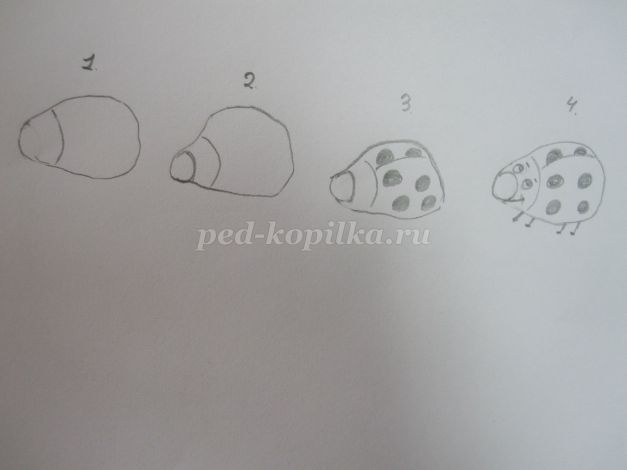 1. 2. 3. 4.
ped-kopilka.ru